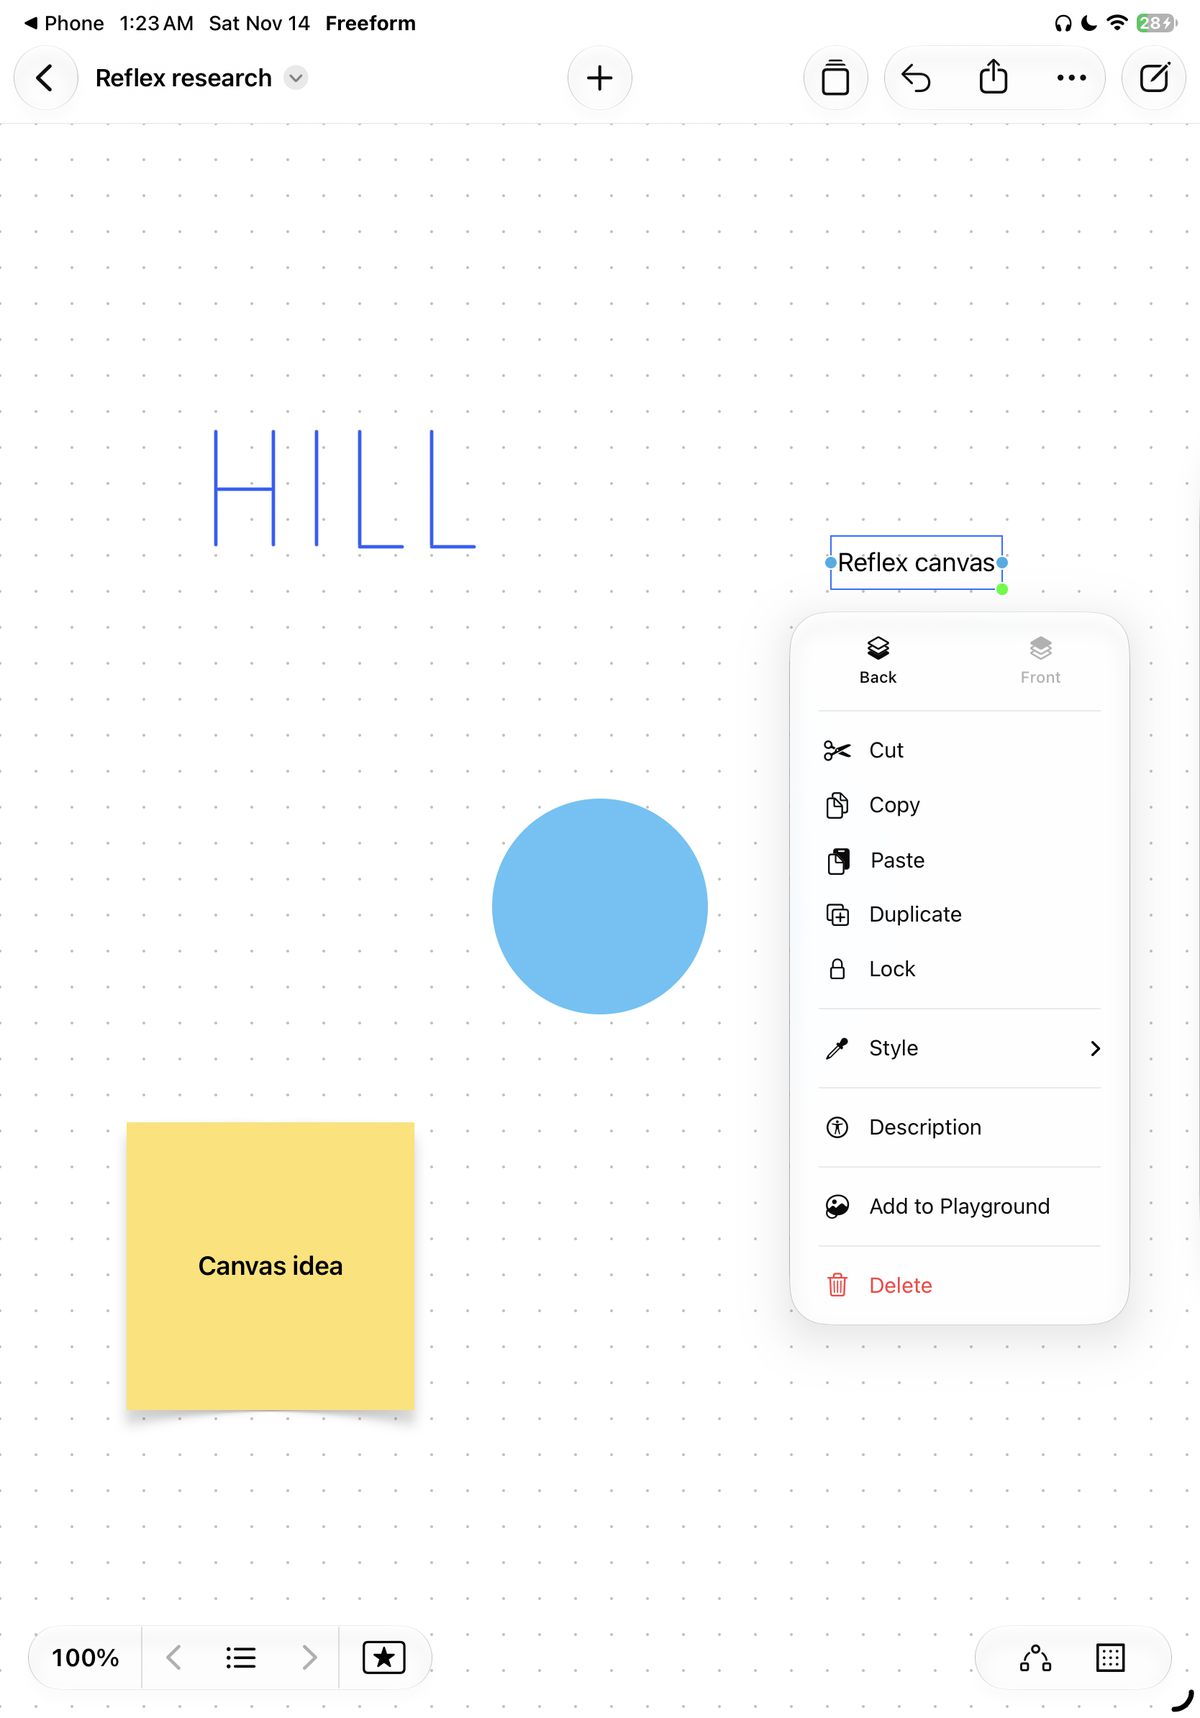 Phone 1:23 AM Sat Nov 14 Freeform 28
Reflex research
HILL
Reflex canvas
Back Front
Cut
Copy
Paste
Duplicate
Lock
Style
Description
Add to Playground
Delete
Canvas idea
100%